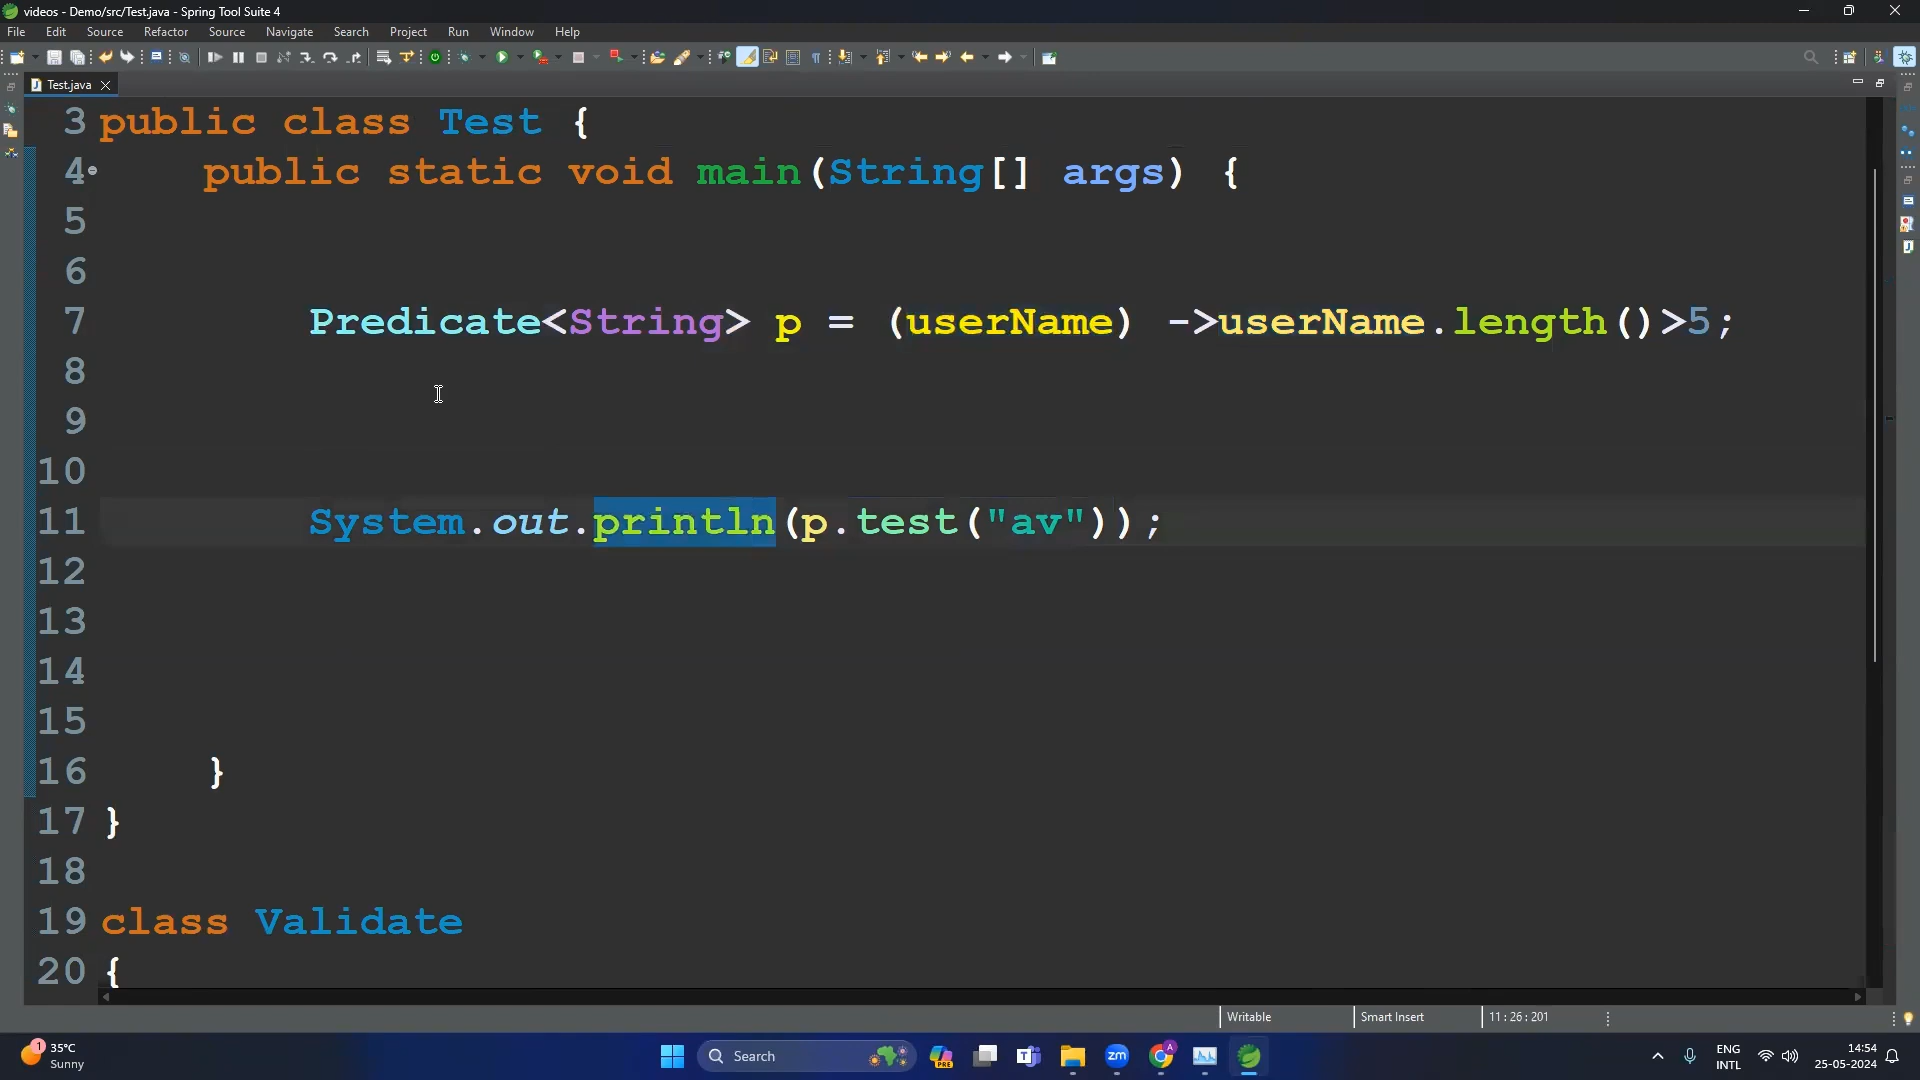 videos - Demo/src/Test.java - Spring Tool Suite 4
File Edit Source Refactor Source Navigate Search Project Run Window Help
Test.java
3 public class Test {
4 public static void main(String[] args) {
5
6
7 Predicate<String> p = (userName) ->userName.length()>5;
8
9
10
11 System.out.println(p.test("av"));
12
13
14
15
16 }
17 }
18
19 class Validate
20 {
Writable Smart Insert 11 : 26 : 201
1 35°C
Sunny
Search
PRE
zm
A
ENG
INTL
14:54
25-05-2024